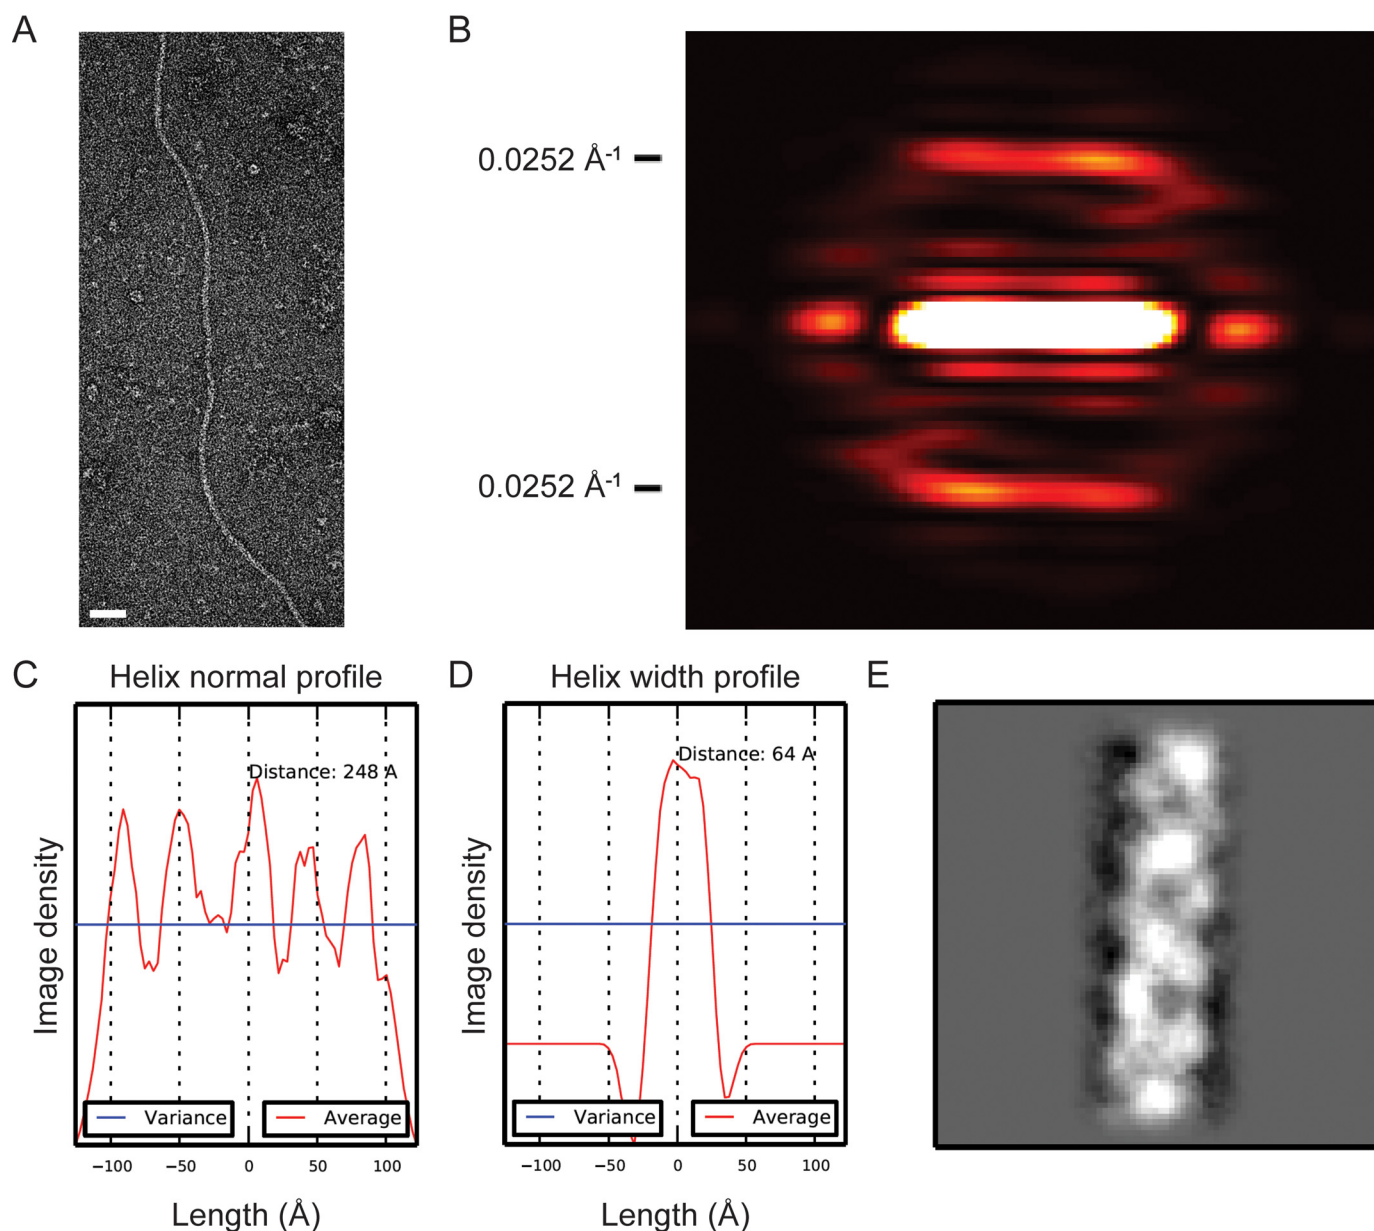 A
B
0.0252 Å-1
0.0252 Å-1
C
Helix normal profile
D
Helix width profile
E
Distance: 248 A
Distance: 64 A
Image density
Image density
Variance
Average
Variance
Average
−100
−50
0
50
100
−100
−50
0
50
100
Length (Å)
Length (Å)